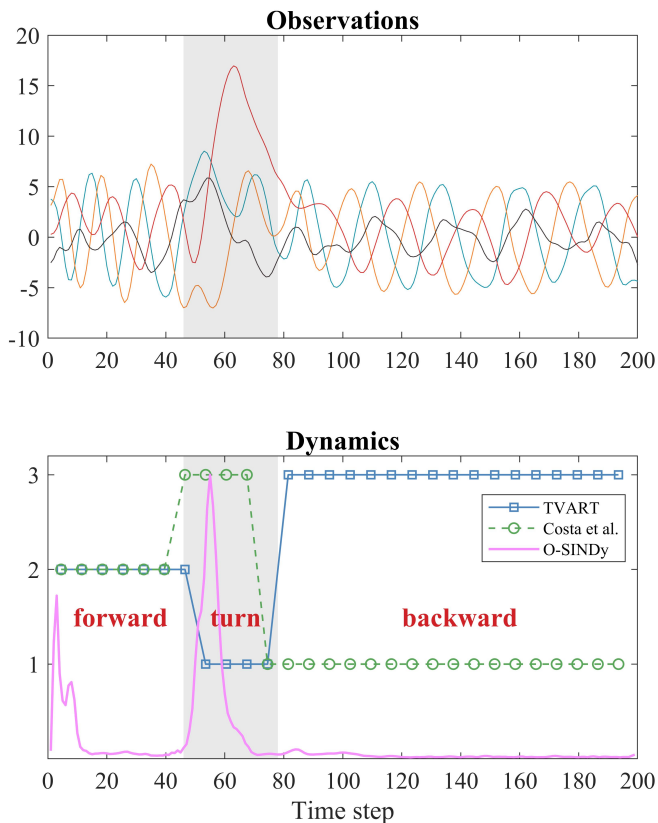 Observations
20
15
10
5
0
-5
-10
0 20 40 60 80 100 120 140 160 180 200
Dynamics
3
2
1
TVART
Costa et al.
O-SINDy
forward turn backward
0 20 40 60 80 100 120 140 160 180 200
Time step